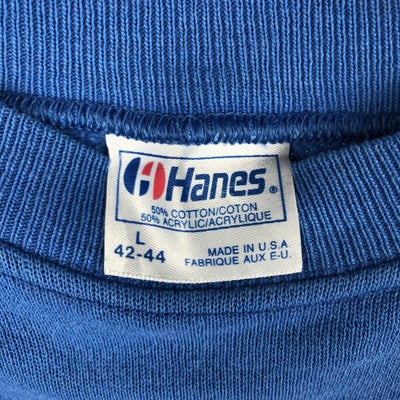 Hanes®
50% COTTON/COTON
50% ACRYLIC/ACRYLIQUE
L
42-44
MADE IN U.S.A.
FABRIQUE AUX E-U.